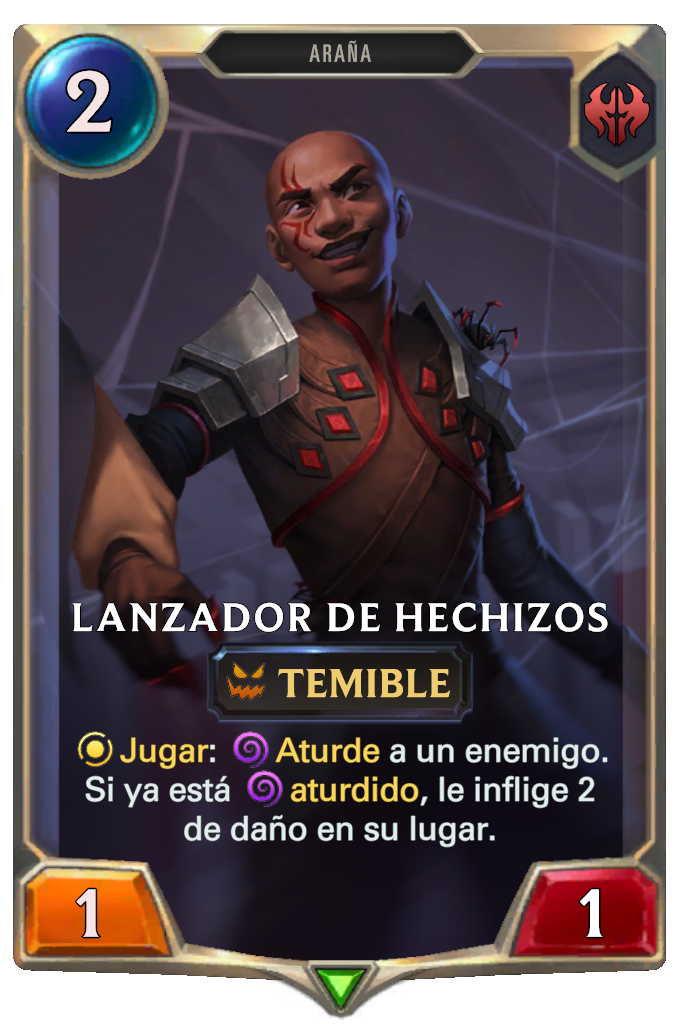 2
ARAÑA
LANZADOR DE HECHIZOS
TEMIBLE
Jugar: Aturde a un enemigo.
Si ya está aturdido, le inflige 2
de daño en su lugar.
1
1